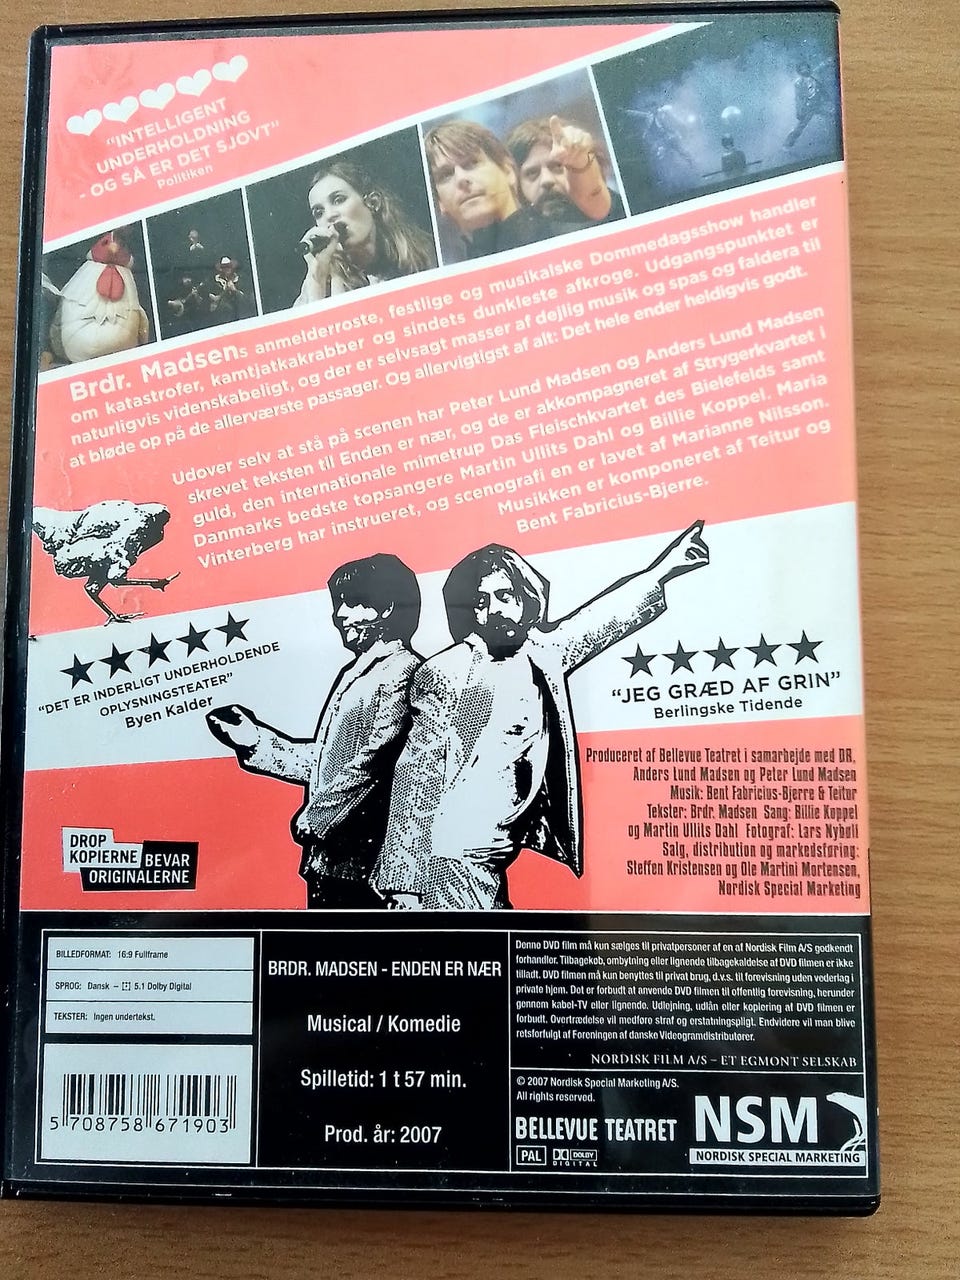 "INTELLIGENT
UNDERHOLDNING
- OG SÅ ER DET SJOVT"
Politiken
Brdr. Madsens anmelderroste, festlige og musikalske Dommedagsshow handler
om katastrofer, kamtjatkakrabber og sindets dunkleste afkroge. Udgangspunktet er
naturligvis videnskabeligt, og der er selvsagt masser af dejlig musik og spas og faldera til
at bløde op på de allerværste passager. Og allervigtigst af alt: Det hele ender heldigvis godt.
Udover selv at stå på scenen har Peter Lund Madsen og Anders Lund Madsen
skrevet teksten til Enden er nær, og de er akkompagneret af Strygerkvartet i
guld, den internationale mimetrup Das Fleischkvartet des Bielefelds samt
Danmarks bedste topsangere Martin Ullits Dahl og Billie Koppel. Maria
Vinterberg har instrueret, og scenografi en er lavet af Marianne Nilsson.
Musikken er komponeret af Teitur og
Bent Fabricius-Bjerre.
"DET ER INDERLIGT UNDERHOLDENDE
OPLYSNINGSTEATER"
Byen Kalder
"JEG GRÆD AF GRIN"
Berlingske Tidende
Produceret af Bellevue Teatret i samarbejde med DR,
Anders Lund Madsen og Peter Lund Madsen
Musik: Bent Fabricius-Bjerre & Teitur
Tekster: Brdr. Madsen Sang: Billie Koppel
og Martin Ullits Dahl Fotograf: Lars Nybøll
Salg, distribution og markedsføring:
Steffen Kristensen og Ole Martini Mortensen,
Nordisk Special Marketing
DROP
KOPIERNE BEVAR
ORIGINALERNE
BILLEDFORMAT: 16:9 Fullframe
SPROG: Dansk – 5.1 Dolby Digital
TEKSTER: Ingen undertekst.
5 708758 671903
BRDR. MADSEN - ENDEN ER NÆR
Musical / Komedie
Spilletid: 1 t 57 min.
Prod. år: 2007
Denne DVD film må kun sælges til privatpersoner af en af Nordisk Film A/S godkendt
forhandler. Tilbagekøb, ombytning eller lignende tilbagekaldelse af DVD filmen er ikke
tilladt. DVD filmen må kun benyttes til privat brug, d.v.s. til forevisning uden vederlag i
private hjem. Det er forbudt at anvende DVD filmen til offentlig forevisning, herunder
gennem kabel-TV eller lignende. Udlejning, udlån eller kopiering af DVD filmen er
forbudt. Overtrædelse vil medføre straf og erstatningspligt. Endvidere vil man blive
retsforfulgt af Foreningen af danske Videogramdistributører.
NORDISK FILM A/S – ET EGMONT SELSKAB
© 2007 Nordisk Special Marketing A/S.
All rights reserved.
BELLEVUE TEATRET
PAL DOLBY
DIGITAL
NSM
NORDISK SPECIAL MARKETING